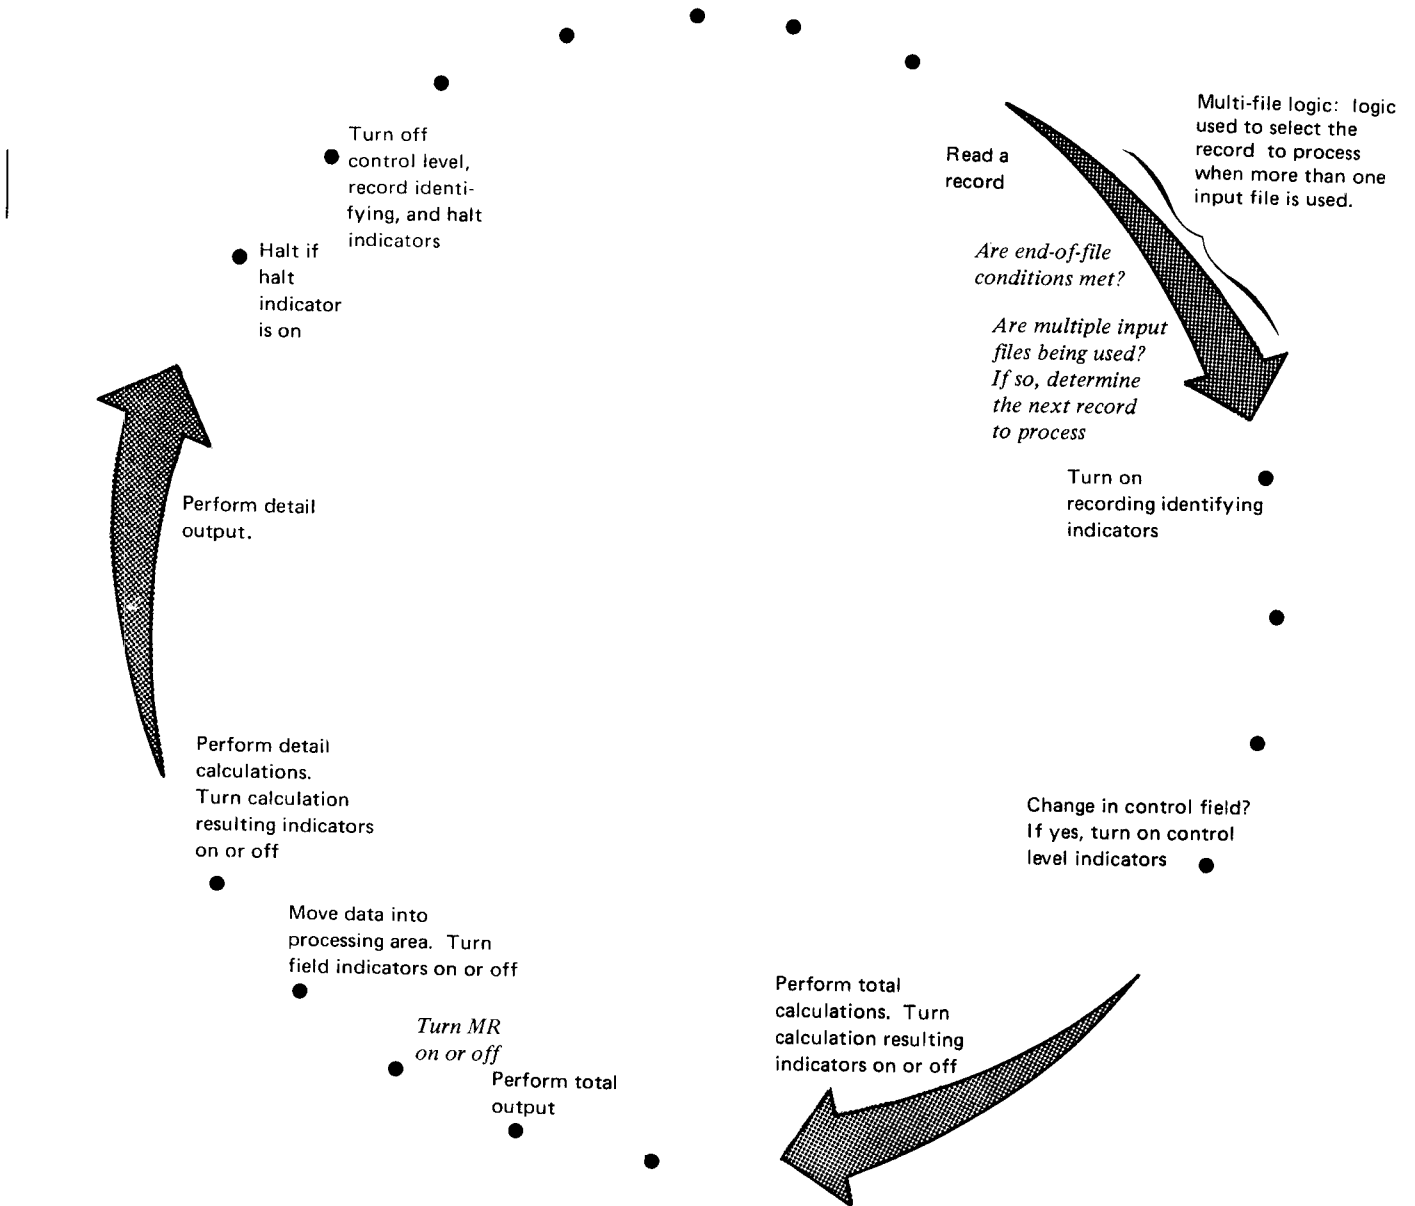 Multi-file logic: logic
used to select the
record to process
when more than one
input file is used.
Read a
record
Are end-of-file
conditions met?
Are multiple input
files being used?
If so, determine
the next record
to process
Turn on
recording identifying
indicators
Change in control field?
If yes, turn on control
level indicators
Perform total
calculations. Turn
calculation resulting
indicators on or off
Perform total
output
Turn MR
on or off
Move data into
processing area. Turn
field indicators on or off
Perform detail
calculations.
Turn calculation
resulting indicators
on or off
Perform detail
output.
Halt if
halt
indicator
is on
Turn off
control level,
record identi-
fying, and halt
indicators